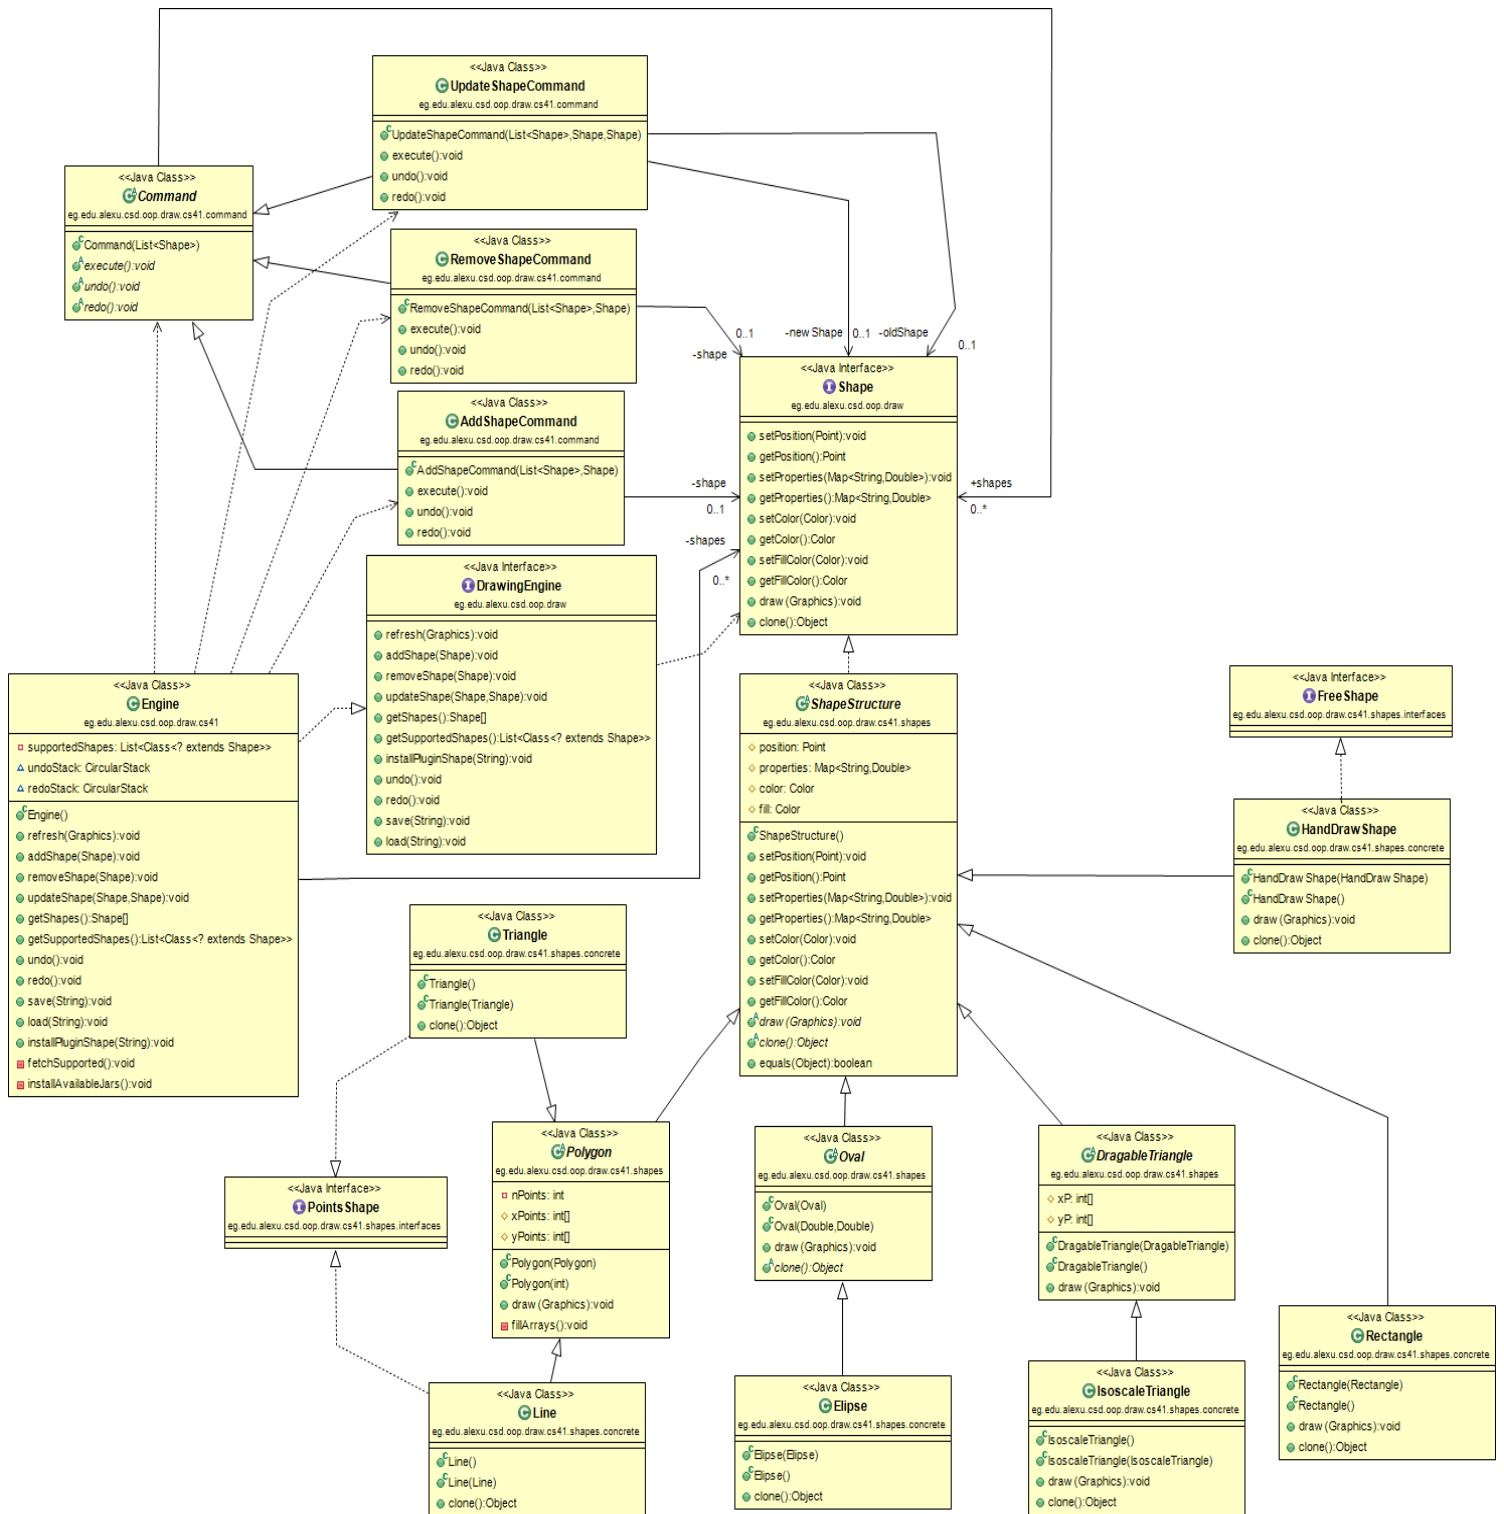 <<Java Class>>
UpdateShapeCommand
eg.edu.alexu.csd.oop.draw.cs41.command
UpdateShapeCommand(List<Shape>,Shape,Shape)
execute():void
undo():void
redo():void
<<Java Class>>
Command
eg.edu.alexu.csd.oop.draw.cs41.command
Command(List<Shape>)
execute():void
undo():void
redo():void
<<Java Class>>
RemoveShapeCommand
eg.edu.alexu.csd.oop.draw.cs41.command
RemoveShapeCommand(List<Shape>,Shape)
execute():void
undo():void
redo():void
0..1
-shape
-newShape
0..1
-oldShape
0..1
<<Java Class>>
AddShapeCommand
eg.edu.alexu.csd.oop.draw.cs41.command
AddShapeCommand(List<Shape>,Shape)
execute():void
undo():void
redo():void
-shape
0..1
-shapes
0..*
<<Java Interface>>
Shape
eg.edu.alexu.csd.oop.draw
setPosition(Point):void
getPosition():Point
setProperties(Map<String,Double>):void
getProperties():Map<String,Double>
setColor(Color):void
getColor():Color
setFillColor(Color):void
getFillColor():Color
draw(Graphics):void
clone():Object
+shapes
0..*
<<Java Interface>>
DrawingEngine
eg.edu.alexu.csd.oop.draw
refresh(Graphics):void
addShape(Shape):void
removeShape(Shape):void
updateShape(Shape,Shape):void
getShapes():Shape[]
getSupportedShapes():List<Class<? extends Shape>>
installPluginShape(String):void
undo():void
redo():void
save(String):void
load(String):void
<<Java Class>>
Engine
eg.edu.alexu.csd.oop.draw.cs41
supportedShapes: List<Class<? extends Shape>>
undoStack: CircularStack
redoStack: CircularStack
Engine()
refresh(Graphics):void
addShape(Shape):void
removeShape(Shape):void
updateShape(Shape,Shape):void
getShapes():Shape[]
getSupportedShapes():List<Class<? extends Shape>>
undo():void
redo():void
save(String):void
load(String):void
installPluginShape(String):void
fetchSupported():void
installAvailableJars():void
<<Java Class>>
ShapeStructure
eg.edu.alexu.csd.oop.draw.cs41.shapes
position: Point
properties: Map<String,Double>
color: Color
fill: Color
ShapeStructure()
setPosition(Point):void
getPosition():Point
setProperties(Map<String,Double>):void
getProperties():Map<String,Double>
setColor(Color):void
getColor():Color
setFillColor(Color):void
getFillColor():Color
draw(Graphics):void
clone():Object
equals(Object):boolean
<<Java Interface>>
FreeShape
eg.edu.alexu.csd.oop.draw.cs41.shapes.interfaces
<<Java Class>>
HandDrawShape
eg.edu.alexu.csd.oop.draw.cs41.shapes.concrete
HandDrawShape(HandDrawShape)
HandDrawShape()
draw(Graphics):void
clone():Object
<<Java Class>>
Triangle
eg.edu.alexu.csd.oop.draw.cs41.shapes.concrete
Triangle()
Triangle(Triangle)
clone():Object
<<Java Interface>>
PointsShape
eg.edu.alexu.csd.oop.draw.cs41.shapes.interfaces
<<Java Class>>
Polygon
eg.edu.alexu.csd.oop.draw.cs41.shapes
nPoints: int
xPoints: int[]
yPoints: int[]
Polygon(Polygon)
Polygon(int)
draw(Graphics):void
fillArrays():void
<<Java Class>>
Oval
eg.edu.alexu.csd.oop.draw.cs41.shapes
Oval(Oval)
Oval(Double,Double)
draw(Graphics):void
clone():Object
<<Java Class>>
DragableTriangle
eg.edu.alexu.csd.oop.draw.cs41.shapes
xP: int[]
yP: int[]
DragableTriangle(DragableTriangle)
DragableTriangle()
draw(Graphics):void
<<Java Class>>
Rectangle
eg.edu.alexu.csd.oop.draw.cs41.shapes.concrete
Rectangle(Rectangle)
Rectangle()
draw(Graphics):void
clone():Object
<<Java Class>>
Line
eg.edu.alexu.csd.oop.draw.cs41.shapes.concrete
Line()
Line(Line)
clone():Object
<<Java Class>>
Elipse
eg.edu.alexu.csd.oop.draw.cs41.shapes.concrete
Elipse(Elipse)
Elipse()
clone():Object
<<Java Class>>
IsoscaleTriangle
eg.edu.alexu.csd.oop.draw.cs41.shapes.concrete
IsoscaleTriangle()
IsoscaleTriangle(IsoscaleTriangle)
draw(Graphics):void
clone():Object